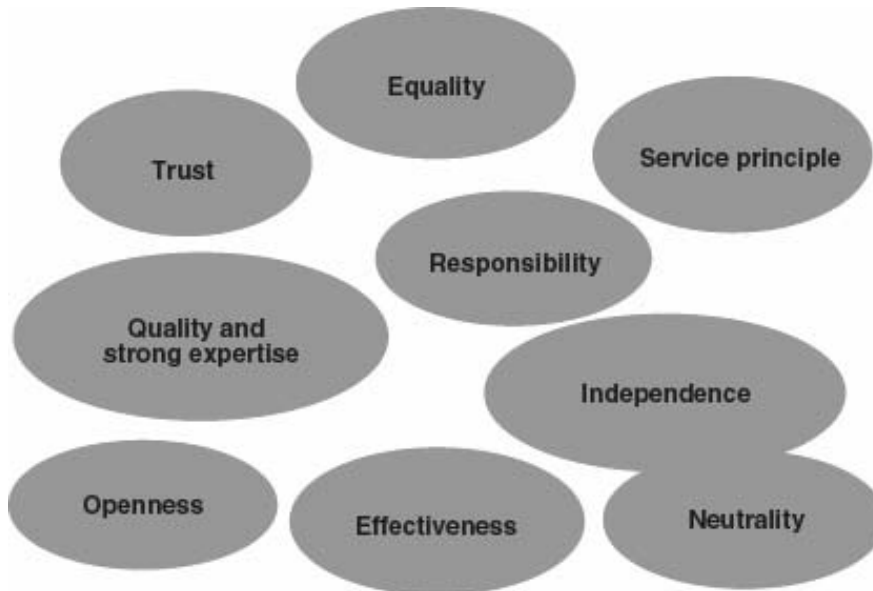 Equality
Trust
Service principle
Responsibility
Quality and
strong expertise
Independence
Openness
Effectiveness
Neutrality